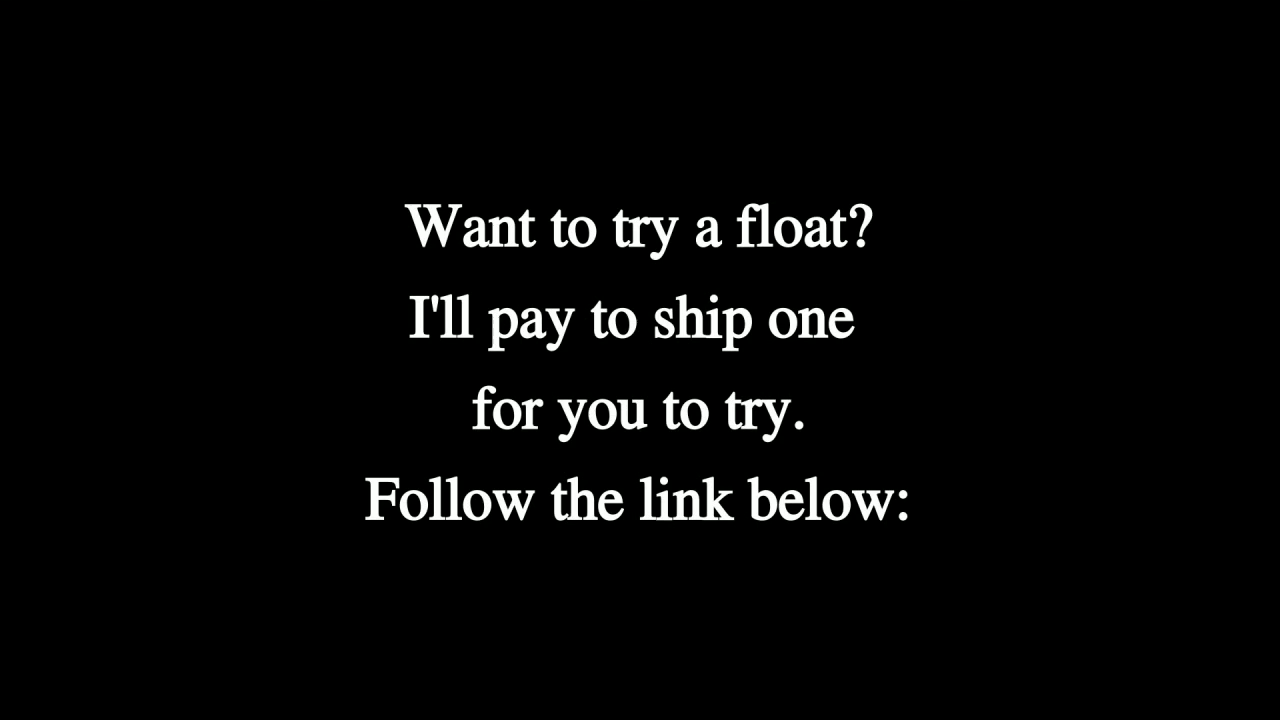 Want to try a float?
I'll pay to ship one
for you to try.
Follow the link below: